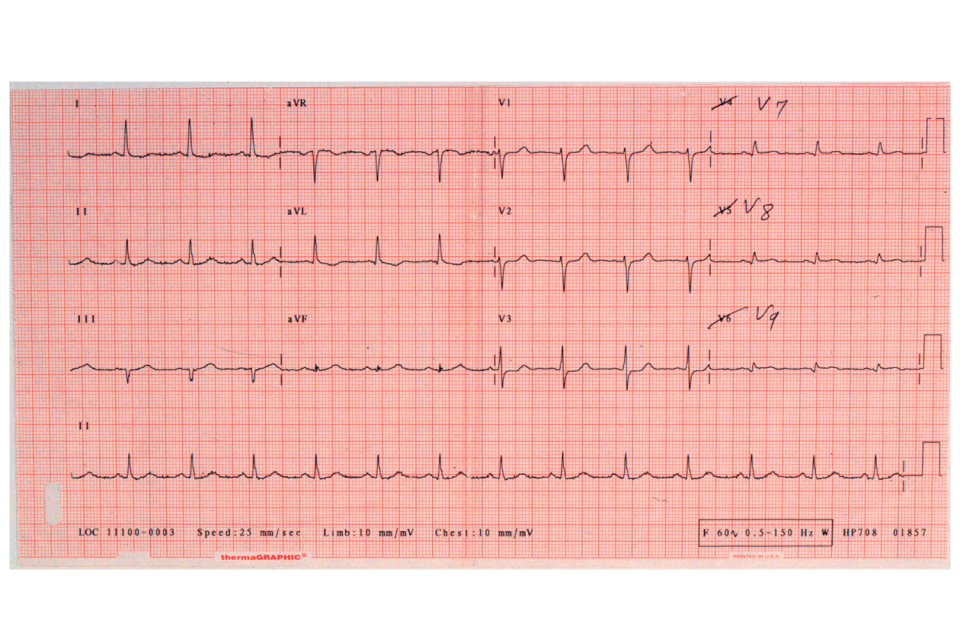 I aVR V1 V4 V7
II aVL V2 V5 V8
III aVF V3 V6 V9
II
LOC 11100-0003 Speed:25 mm/sec Limb:10 mm/mV Chest:10 mm/mV F 60∿ 0.5-150 Hz W HP708 01857
thermaGRAPHIC® PRINTED IN U.S.A.